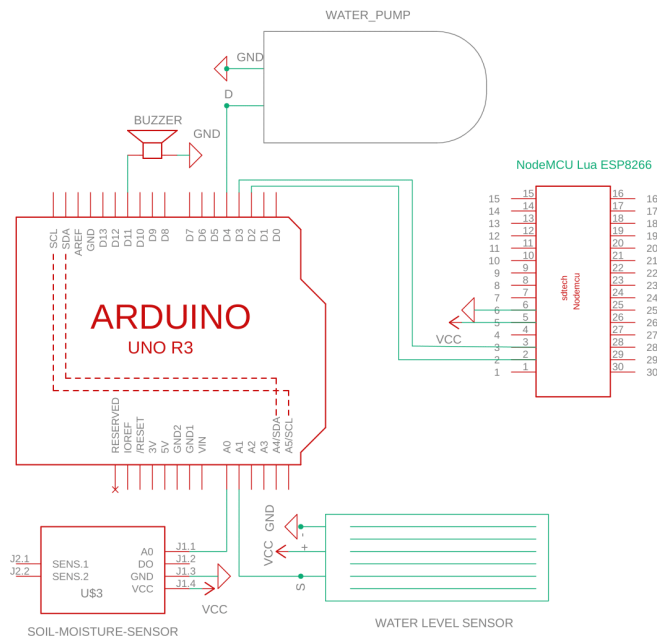 WATER_PUMP
GND
D
BUZZER
GND
NodeMCU Lua ESP8266
15 15 16 16
14 14 17 17
13 13 18 18
12 12 19 19
11 11 20 20
10 10 21 21
9 9 22 22
8 8 23 23
7 7 24 24
6 6 25 25
5 5 26 26
4 4 27 27
3 3 28 28
2 2 29 29
1 1 30 30
sdtech
Nodemcu
VCC
SCL
SDA
AREF
GND
D13
D12
D11
D10
D9
D8
D7
D6
D5
D4
D3
D2
D1
D0
ARDUINO
UNO R3
RESERVED
IOREF
/RESET
3V
5V
GND2
GND1
VIN
A0
A1
A2
A3
A4/SDA
A5/SCL
J2.1
J2.2
SENS.1
SENS.2
A0
DO
GND
VCC
J1.1
J1.2
J1.3
J1.4
U$3
VCC
SOIL-MOISTURE-SENSOR
GND
-
VCC
+
S
WATER LEVEL SENSOR